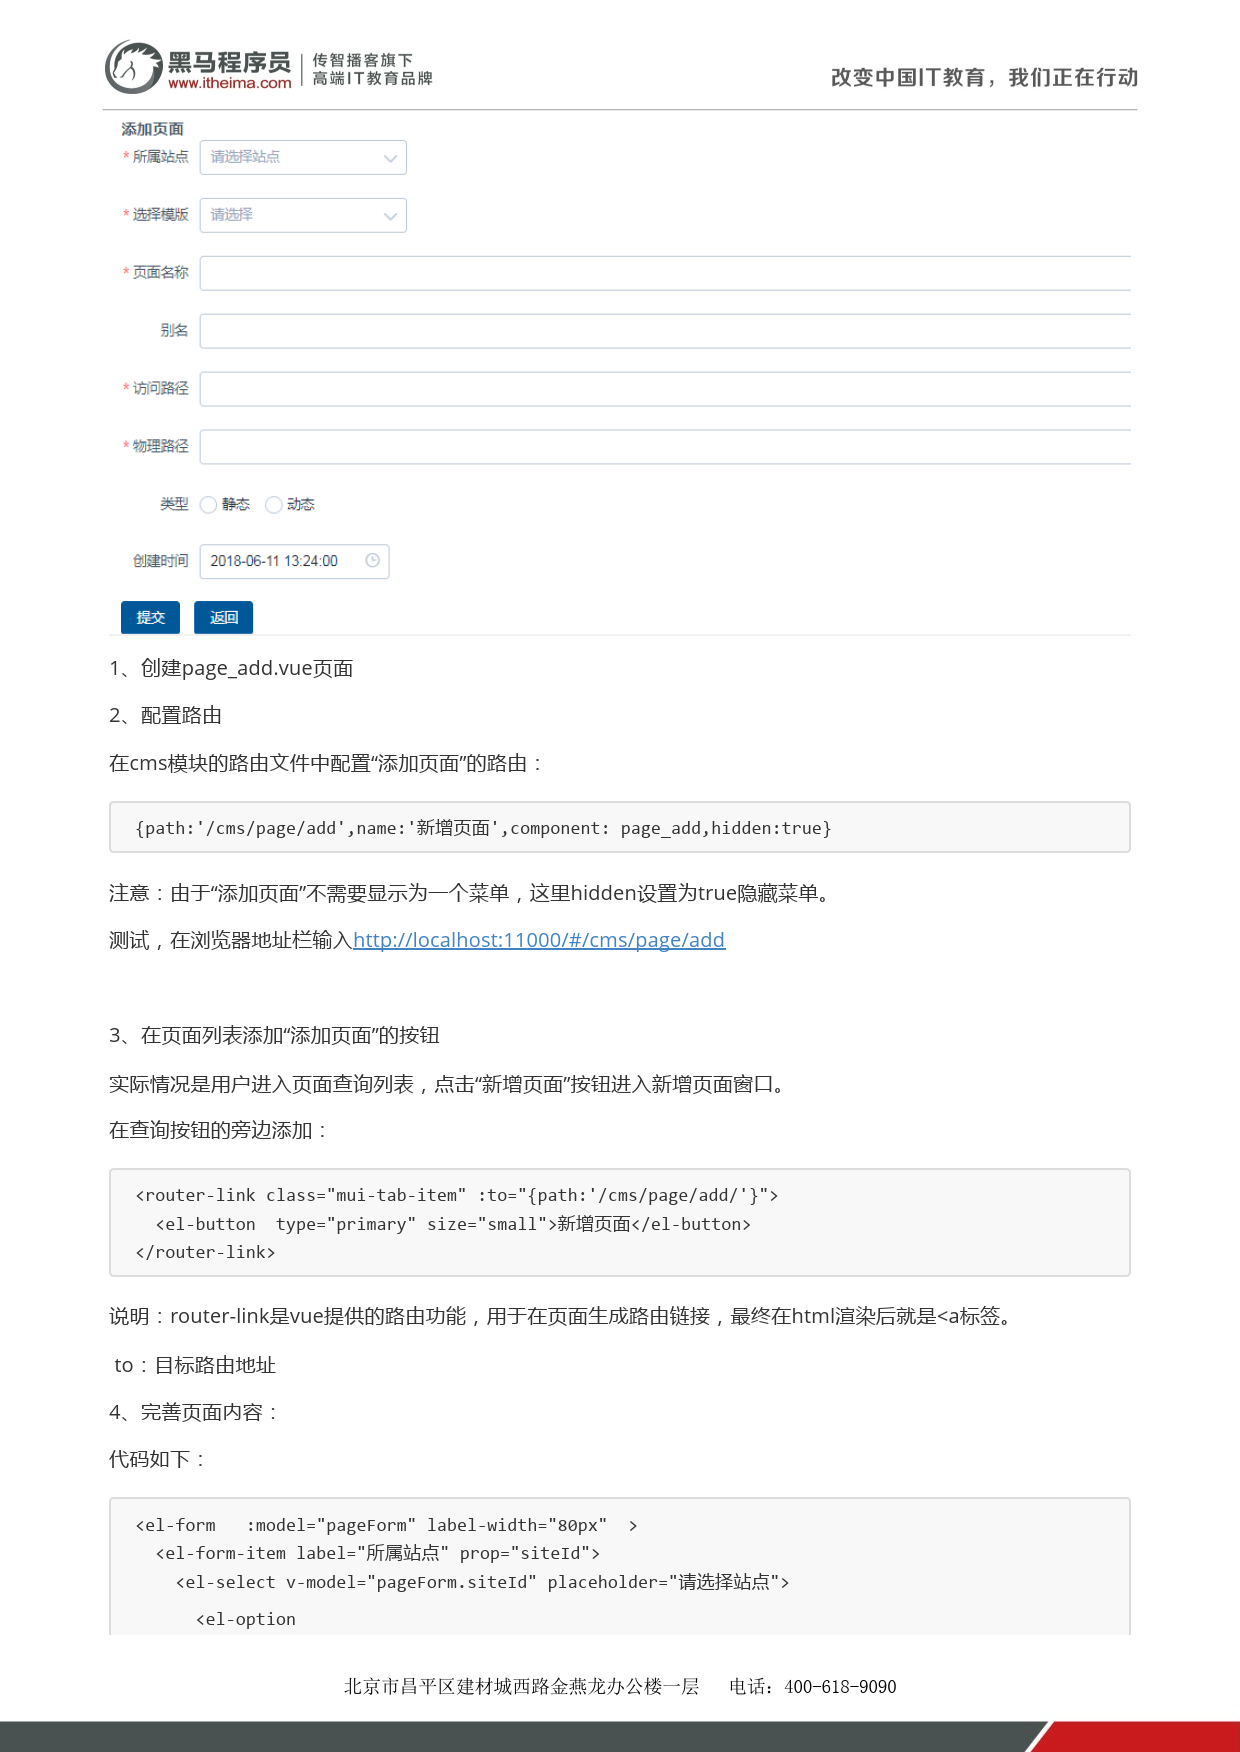 黑马程序员
www.itheima.com
传智播客旗下
高端IT教育品牌
改变中国IT教育，我们正在行动
添加页面
* 所属站点 请选择站点
* 选择模版 请选择
* 页面名称
别名
* 访问路径
* 物理路径
类型 静态 动态
创建时间 2018-06-11 13:24:00
提交 返回
1、创建page_add.vue页面
2、配置路由
在cms模块的路由文件中配置“添加页面”的路由：
{path:'/cms/page/add',name:'新增页面',component: page_add,hidden:true}
注意：由于“添加页面”不需要显示为一个菜单，这里hidden设置为true隐藏菜单。
测试，在浏览器地址栏输入http://localhost:11000/#/cms/page/add
3、在页面列表添加“添加页面”的按钮
实际情况是用户进入页面查询列表，点击“新增页面”按钮进入新增页面窗口。
在查询按钮的旁边添加：
<router-link class="mui-tab-item" :to="{path:'/cms/page/add/'}">
  <el-button  type="primary" size="small">新增页面</el-button>
</router-link>
说明：router-link是vue提供的路由功能，用于在页面生成路由链接，最终在html渲染后就是<a标签。
to：目标路由地址
4、完善页面内容：
代码如下：
<el-form   :model="pageForm" label-width="80px"  >
  <el-form-item label="所属站点" prop="siteId">
    <el-select v-model="pageForm.siteId" placeholder="请选择站点">
      <el-option
北京市昌平区建材城西路金燕龙办公楼一层   电话：400-618-9090